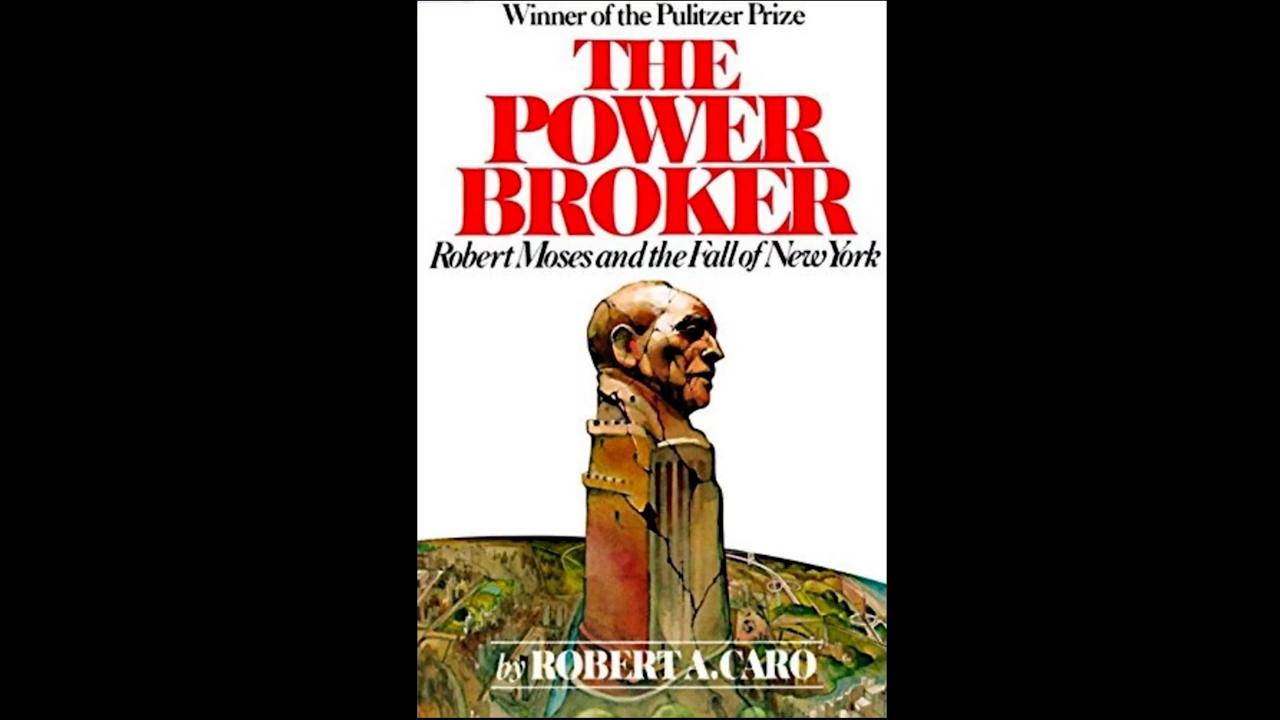 Winner of the Pulitzer Prize
THE
POWER
BROKER
Robert Moses and the Fall of New York
by ROBERT A. CARO